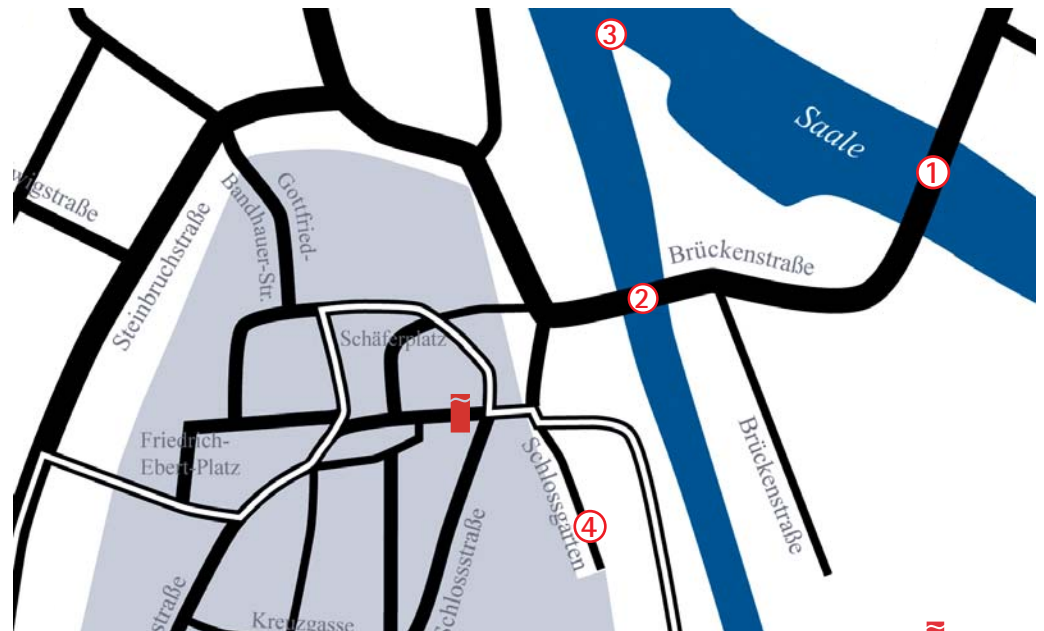 3
Saale
1
wigstraße
Gottfried-
Bandhauer-Str.
Steinbruchstraße
Brückenstraße
2
Schäferplatz
Friedrich-
Ebert-Platz
Brückenstraße
Schlossgarten
4
Schlossstraße
straße
Kreuzgasse